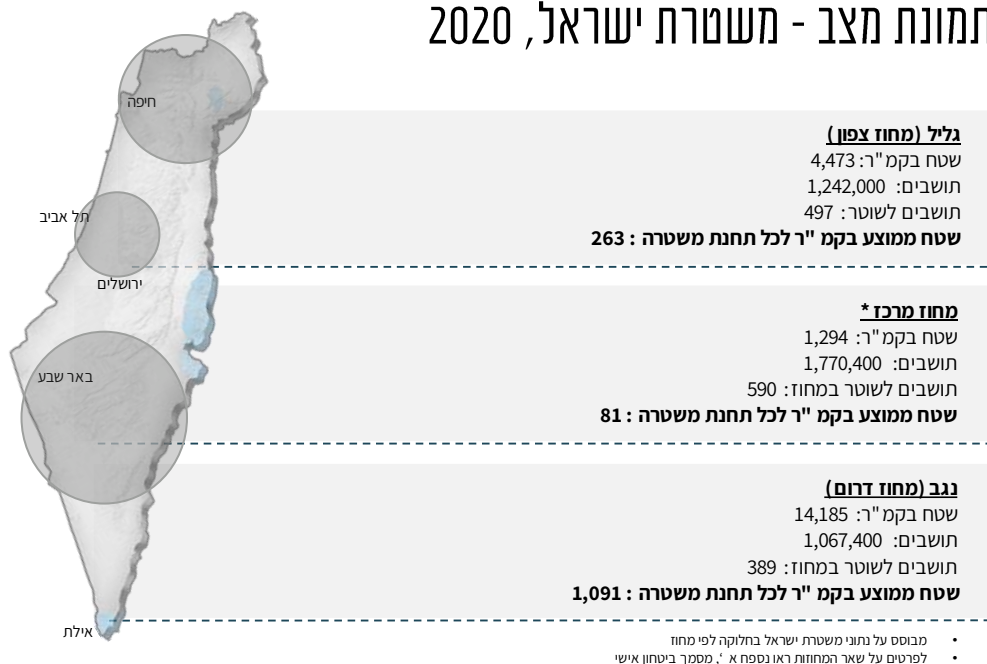 תמונת מצב - משטרת ישראל, 2020
חיפה
תל אביב
ירושלים
באר שבע
אילת
גליל (מחוז צפון)
שטח בקמ"ר: 4,473
תושבים: 1,242,000
תושבים לשוטר: 497
שטח ממוצע בקמ"ר לכל תחנת משטרה: 263
מחוז מרכז *
שטח בקמ"ר: 1,294
תושבים: 1,770,400
תושבים לשוטר במחוז: 590
שטח ממוצע בקמ"ר לכל תחנת משטרה: 81
נגב (מחוז דרום)
שטח בקמ"ר: 14,185
תושבים: 1,067,400
תושבים לשוטר במחוז: 389
שטח ממוצע בקמ"ר לכל תחנת משטרה: 1,091
• מבוסס על נתוני משטרת ישראל בחלוקה לפי מחוז
• לפרטים על שאר המחוזות ראו נספח א', מסמך ביטחון אישי